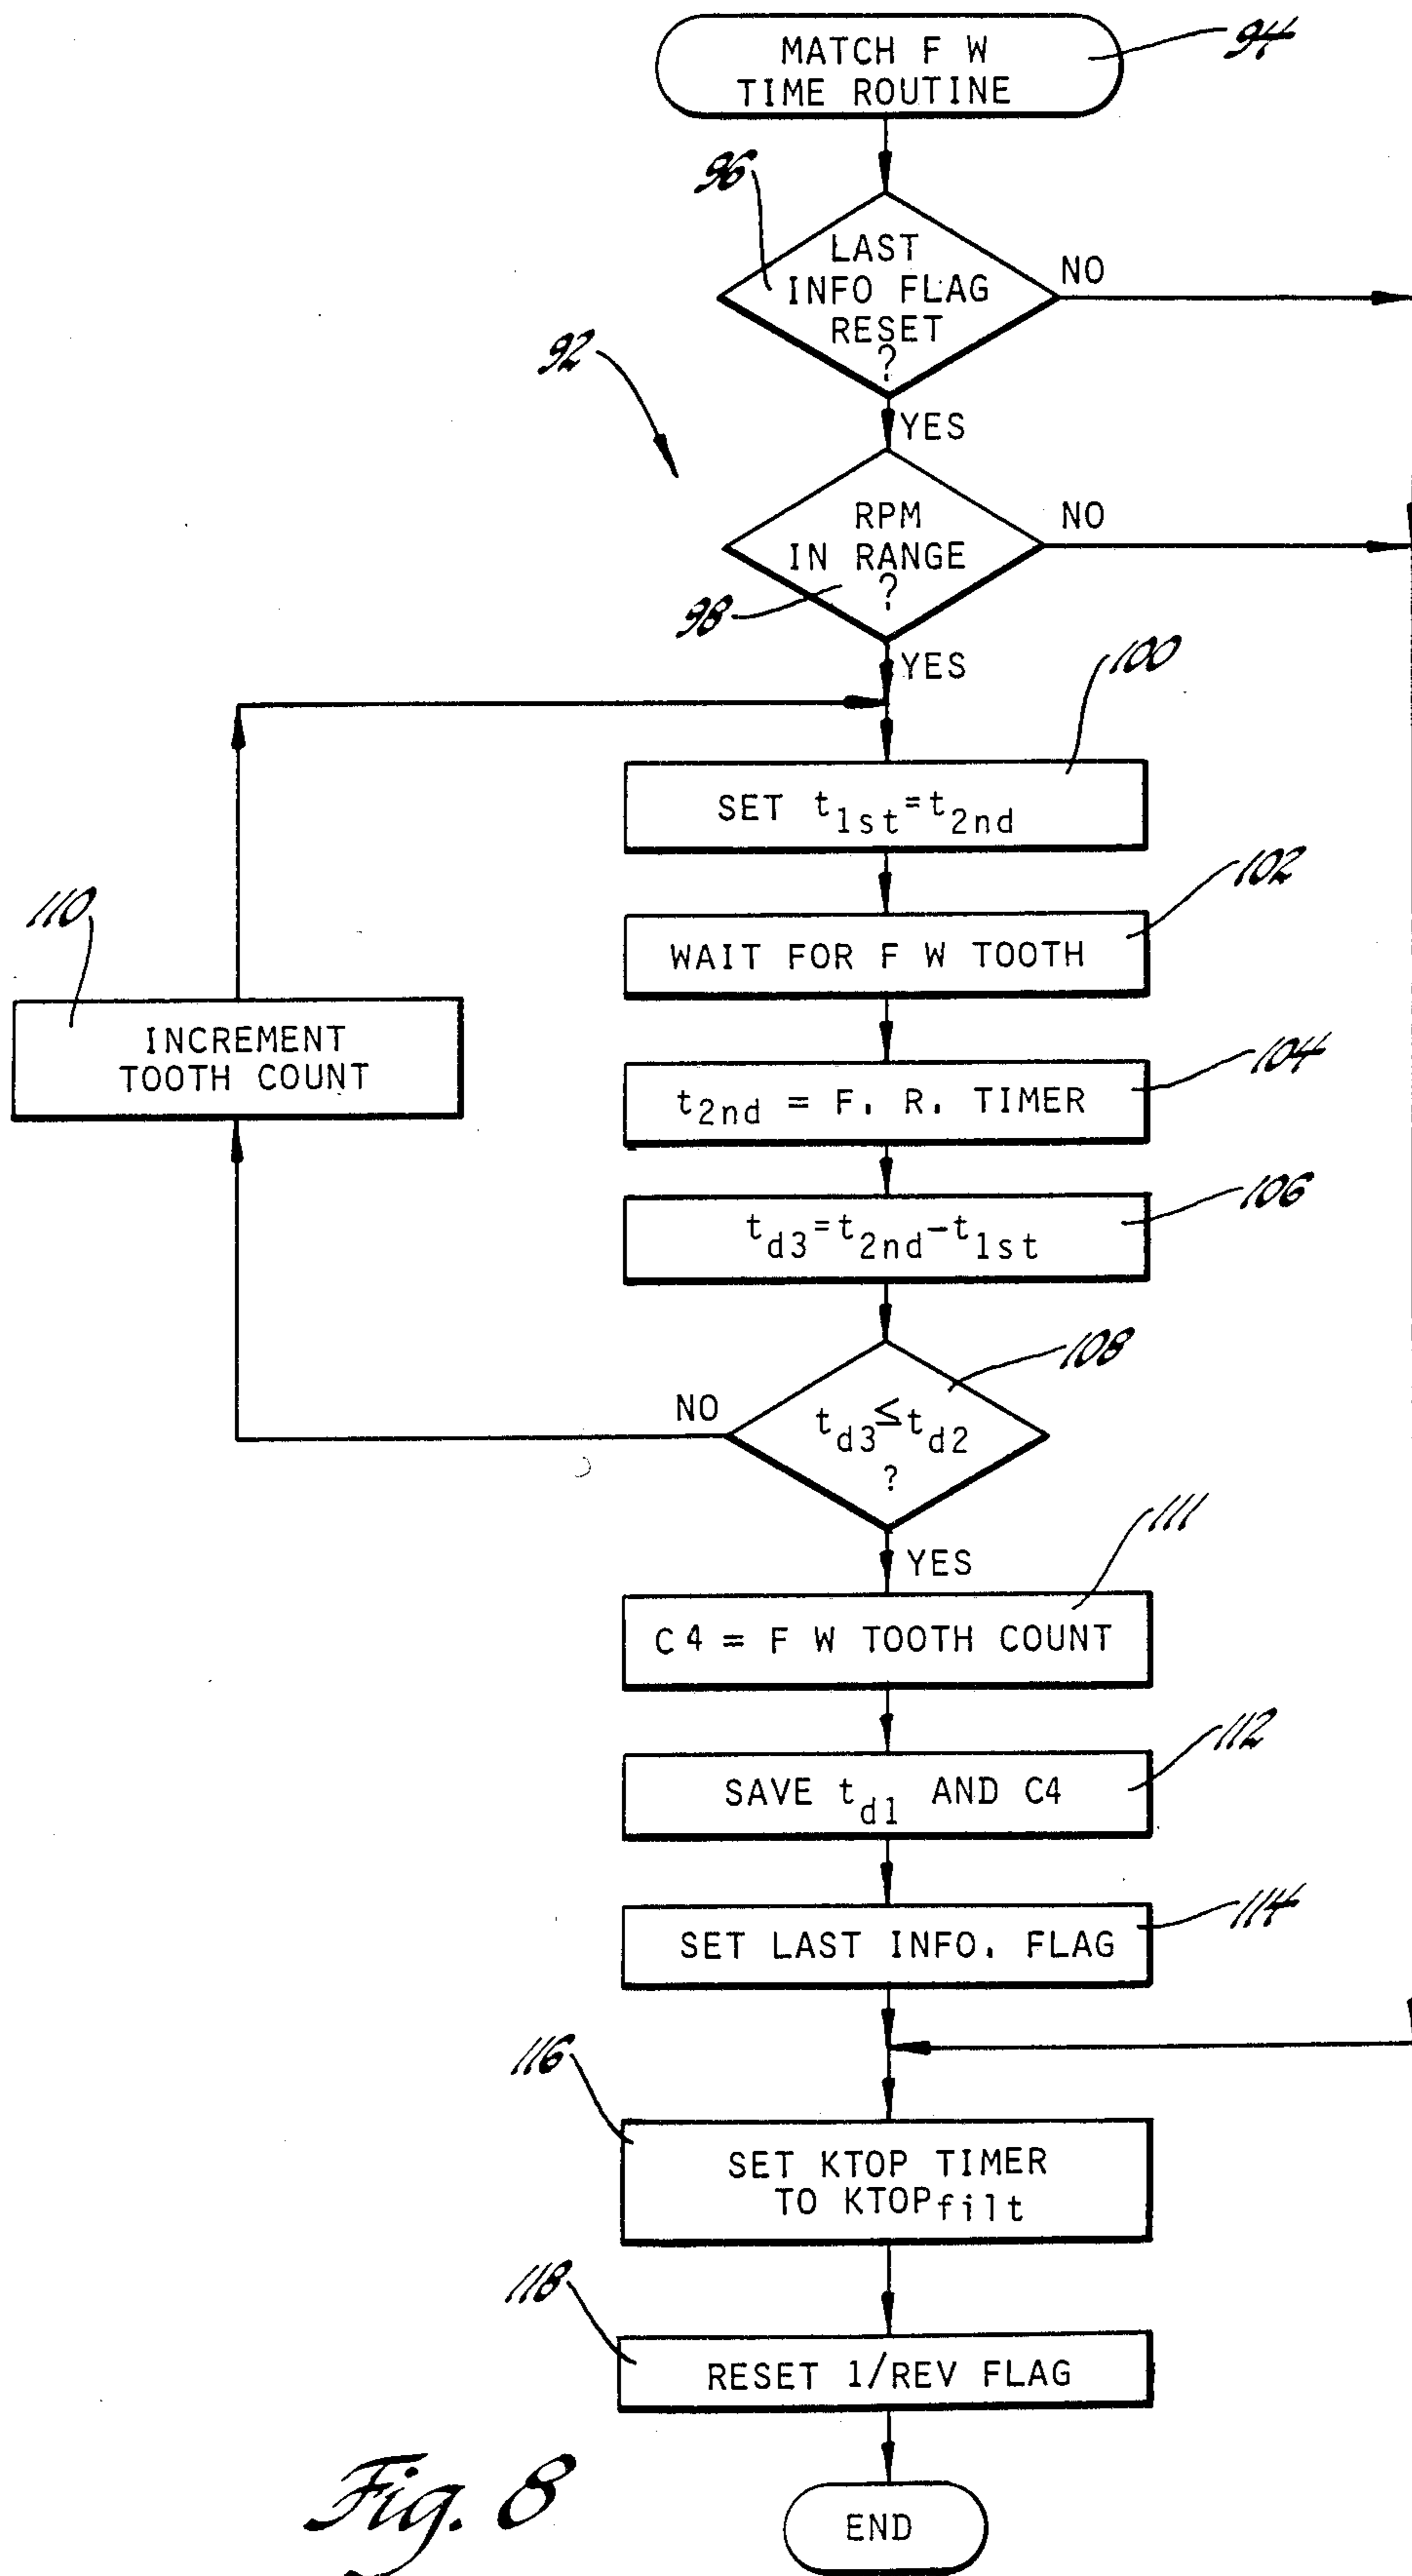 MATCH F W
TIME ROUTINE
94
96
LAST
INFO FLAG
RESET
?
NO
92
YES
RPM
IN RANGE
?
NO
98
YES
100
SET t1st=t2nd
102
WAIT FOR F W TOOTH
110
INCREMENT
TOOTH COUNT
104
t2nd = F. R. TIMER
106
td3=t2nd-t1st
108
NO
td3≤td2
?
YES
111
C4 = F W TOOTH COUNT
112
SAVE td1 AND C4
114
SET LAST INFO. FLAG
116
SET KTOP TIMER
TO KTOPfilt
118
RESET 1/REV FLAG
Fig. 8
END